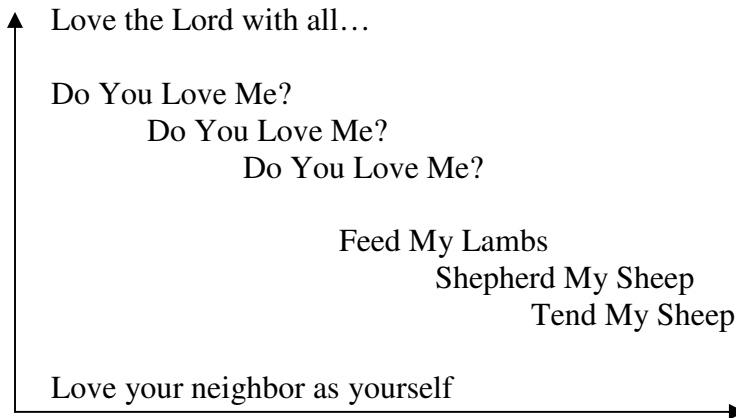 Love the Lord with all…
Do You Love Me?
Do You Love Me?
Do You Love Me?
Feed My Lambs
Shepherd My Sheep
Tend My Sheep
Love your neighbor as yourself